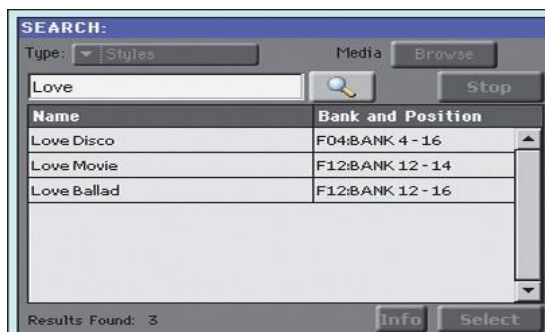 SEARCH:
Type: Styles Media Browse
Love Stop
Name Bank and Position
Love Disco F04:BANK 4 - 16
Love Movie F12:BANK 12 - 14
Love Ballad F12:BANK 12 - 16
Results Found: 3 Info Select